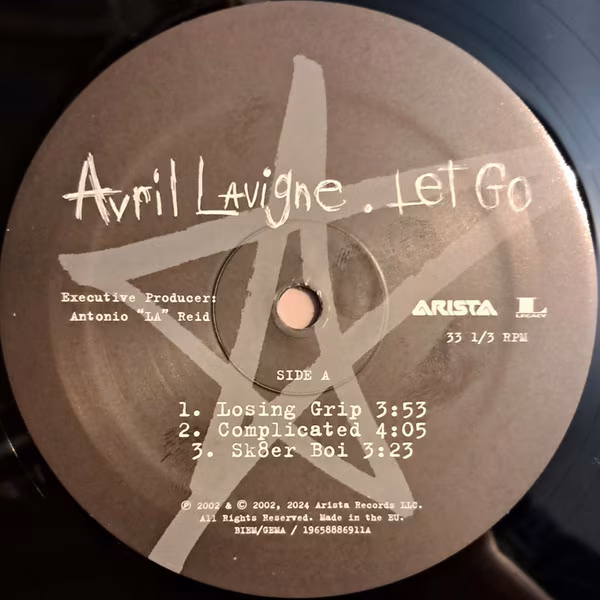 Avril Lavigne . Let Go
Executive Producer:
Antonio "LA" Reid
ARISTA
L
LEGACY
33 1/3 RPM
SIDE A
1. Losing Grip 3:53
2. Complicated 4:05
3. Sk8er Boi 3:23
℗ 2002 & © 2002, 2024 Arista Records LLC.
All Rights Reserved. Made in the EU.
BIEM/GEMA / 19658886911A